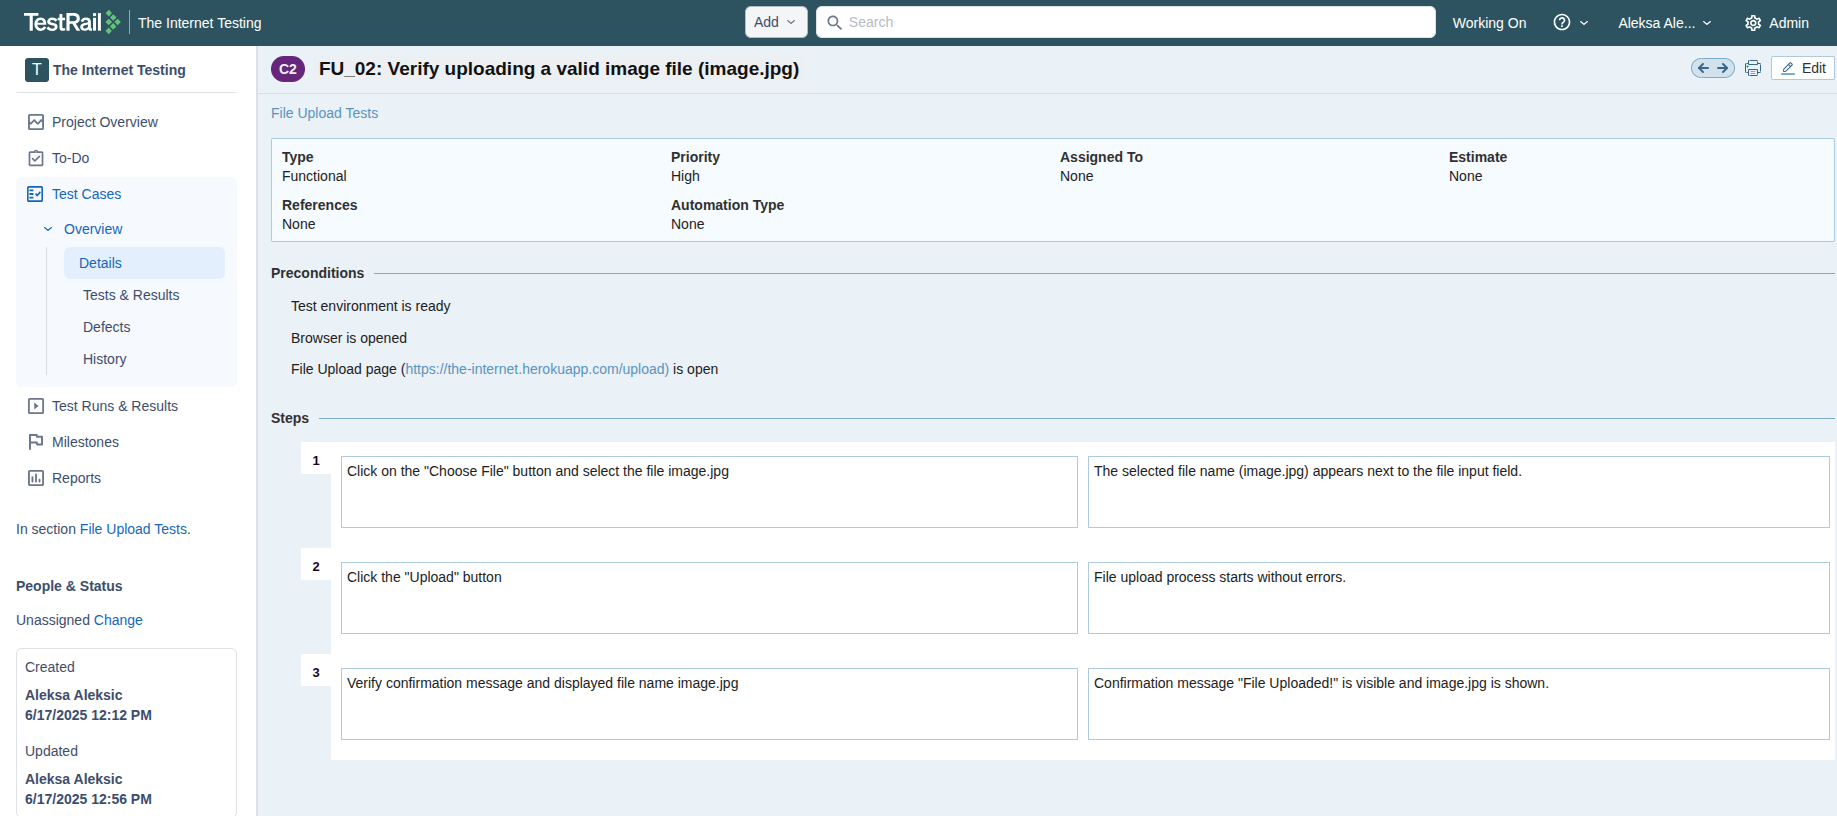 TestRail The Internet Testing Add Search Working On Aleksa Ale... Admin
T The Internet Testing
Project Overview
To-Do
Test Cases
Overview
Details
Tests & Results
Defects
History
Test Runs & Results
Milestones
Reports
In section File Upload Tests.
People & Status
Unassigned Change
Created
Aleksa Aleksic
6/17/2025 12:12 PM
Updated
Aleksa Aleksic
6/17/2025 12:56 PM
C2 FU_02: Verify uploading a valid image file (image.jpg) Edit
File Upload Tests
Type Priority Assigned To Estimate
Functional High None None
References Automation Type
None None
Preconditions
Test environment is ready
Browser is opened
File Upload page (https://the-internet.herokuapp.com/upload) is open
Steps
1 Click on the "Choose File" button and select the file image.jpg The selected file name (image.jpg) appears next to the file input field.
2 Click the "Upload" button File upload process starts without errors.
3 Verify confirmation message and displayed file name image.jpg Confirmation message "File Uploaded!" is visible and image.jpg is shown.